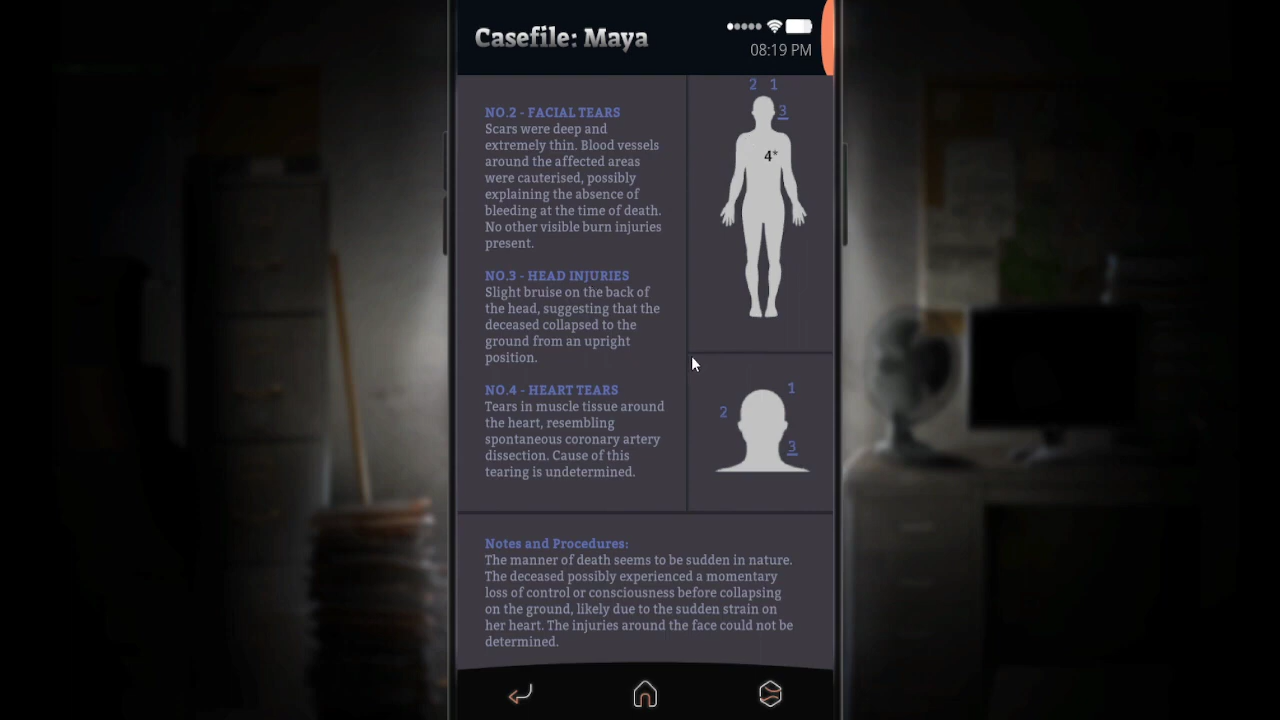 Casefile: Maya
08:19 PM
2 1
NO.2 - FACIAL TEARS
3
Scars were deep and
extremely thin. Blood vessels
4*
around the affected areas
were cauterised, possibly
explaining the absence of
bleeding at the time of death.
No other visible burn injuries
present.
NO.3 - HEAD INJURIES
Slight bruise on the back of
the head, suggesting that the
deceased collapsed to the
ground from an upright
position.
NO.4 - HEART TEARS
1
Tears in muscle tissue around
2
the heart, resembling
spontaneous coronary artery
3
dissection. Cause of this
tearing is undetermined.
Notes and Procedures:
The manner of death seems to be sudden in nature.
The deceased possibly experienced a momentary
loss of control or consciousness before collapsing
on the ground, likely due to the sudden strain on
her heart. The injuries around the face could not be
determined.